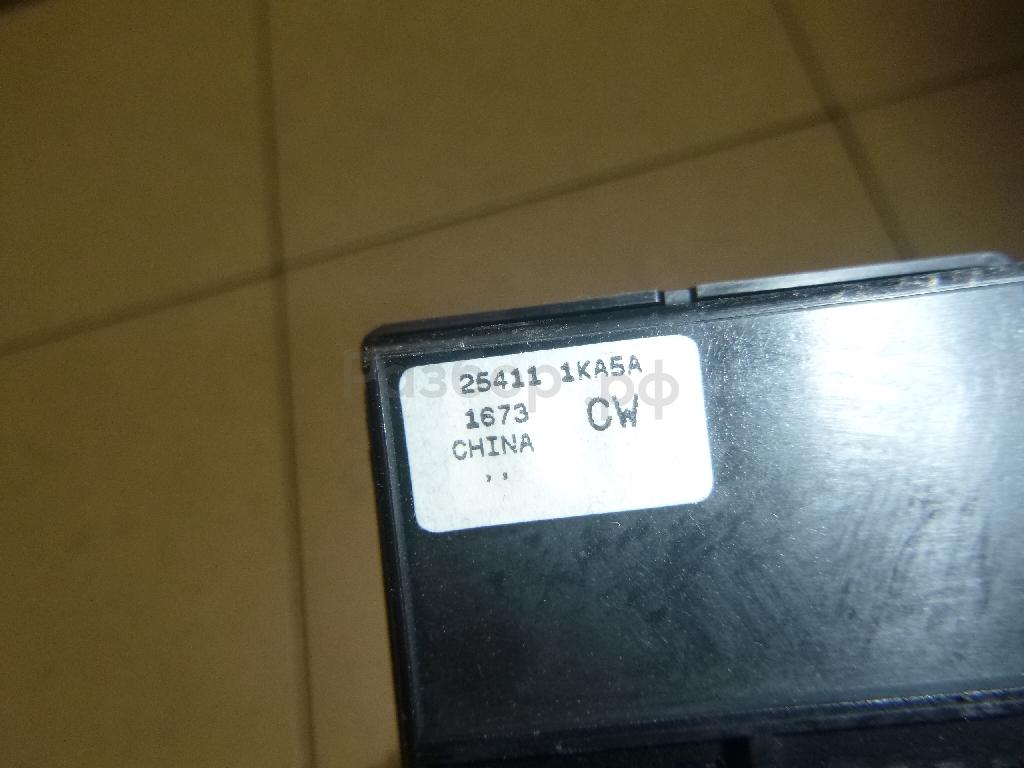 25411 1KA5A
1673 CW
CHINA
, ,
Разбор.рф